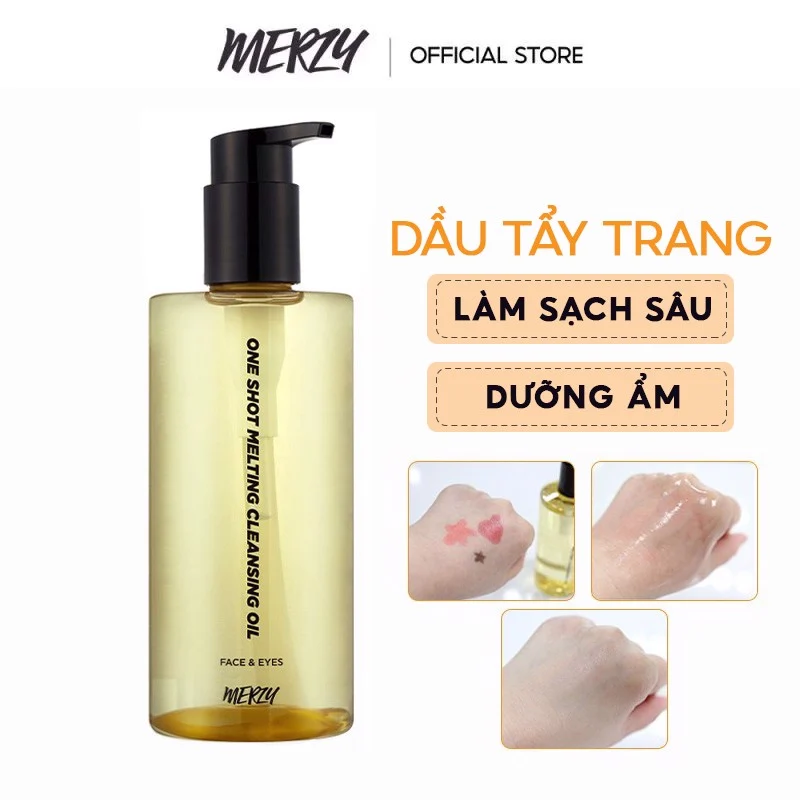 MERZY
OFFICIAL STORE
DẦU TẨY TRANG
LÀM SẠCH SÂU
DƯỠNG ẨM
ONE SHOT MELTING CLEANSING OIL
FACE & EYES
MERZY